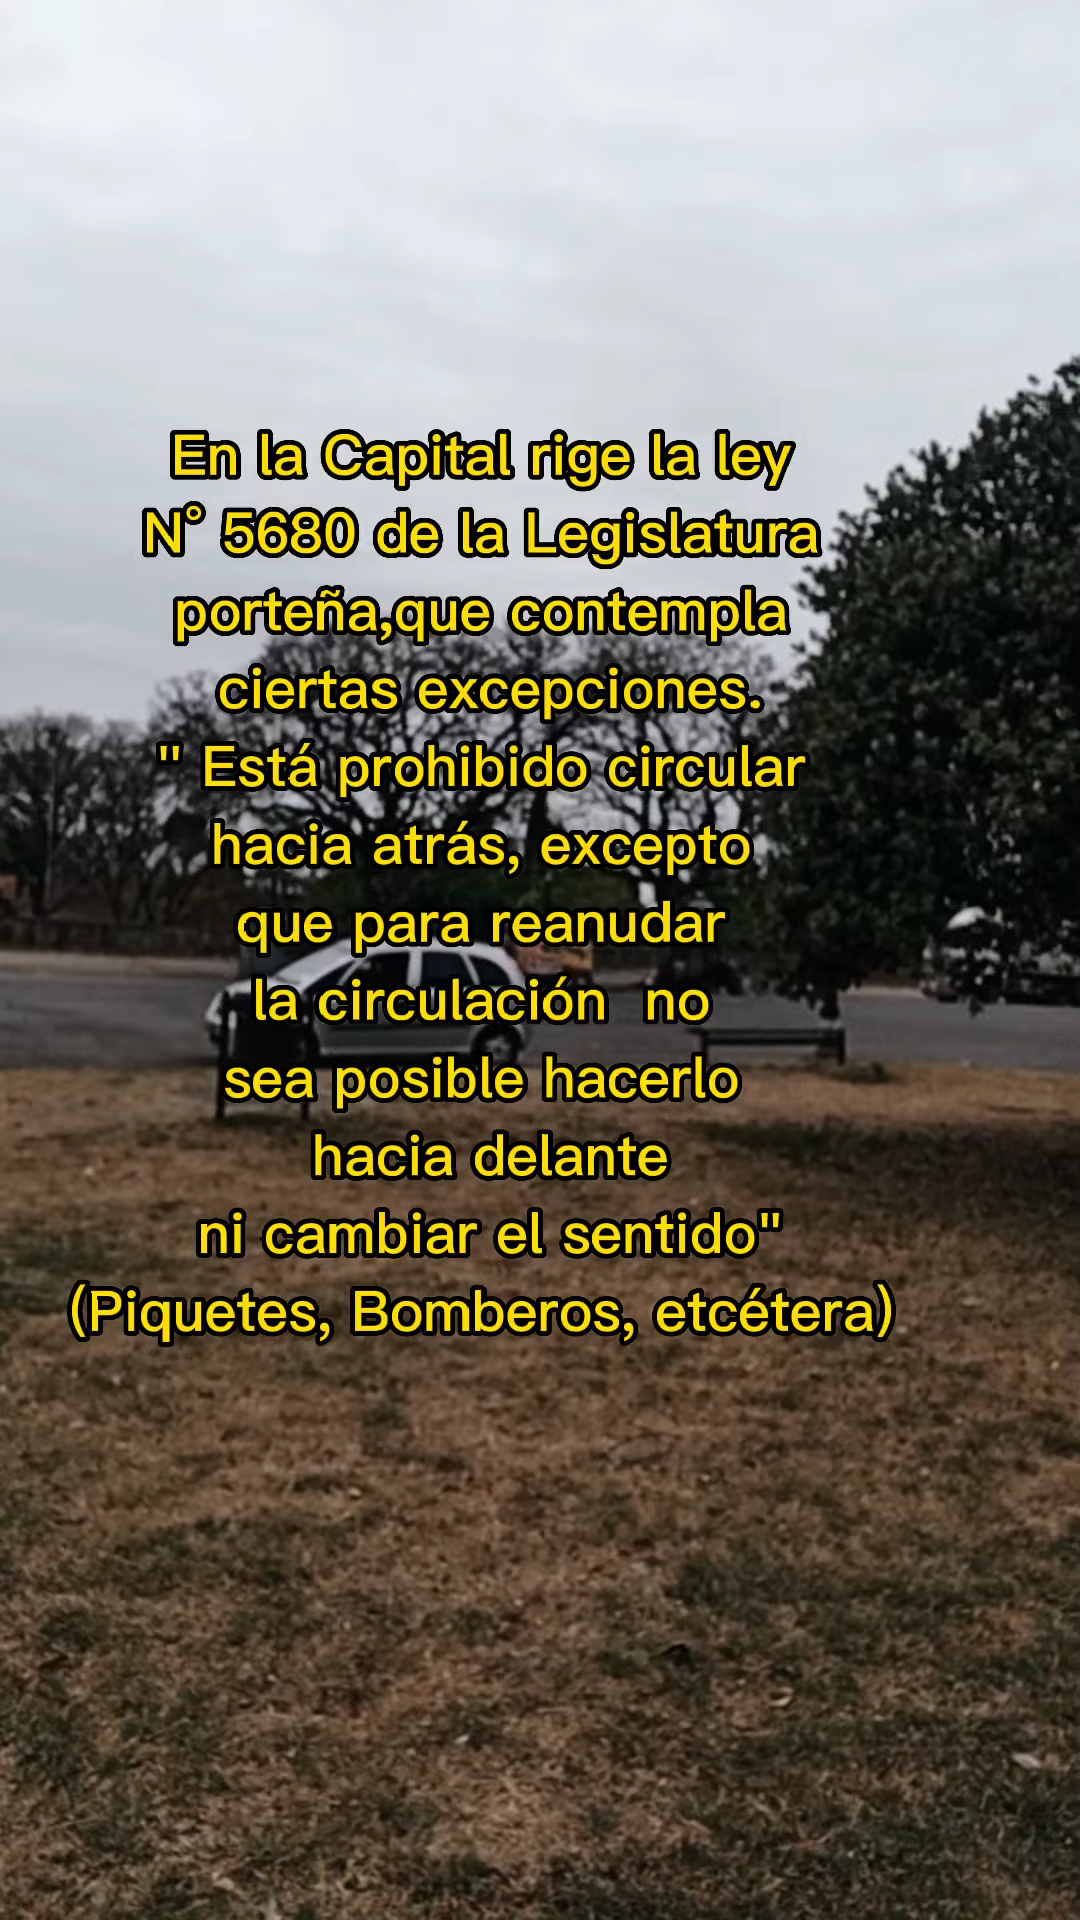 En la Capital rige la ley
N° 5680 de la Legislatura
porteña,que contempla
ciertas excepciones.
" Está prohibido circular
hacia atrás, excepto
que para reanudar
la circulación  no
sea posible hacerlo
hacia delante
ni cambiar el sentido"
(Piquetes, Bomberos, etcétera)